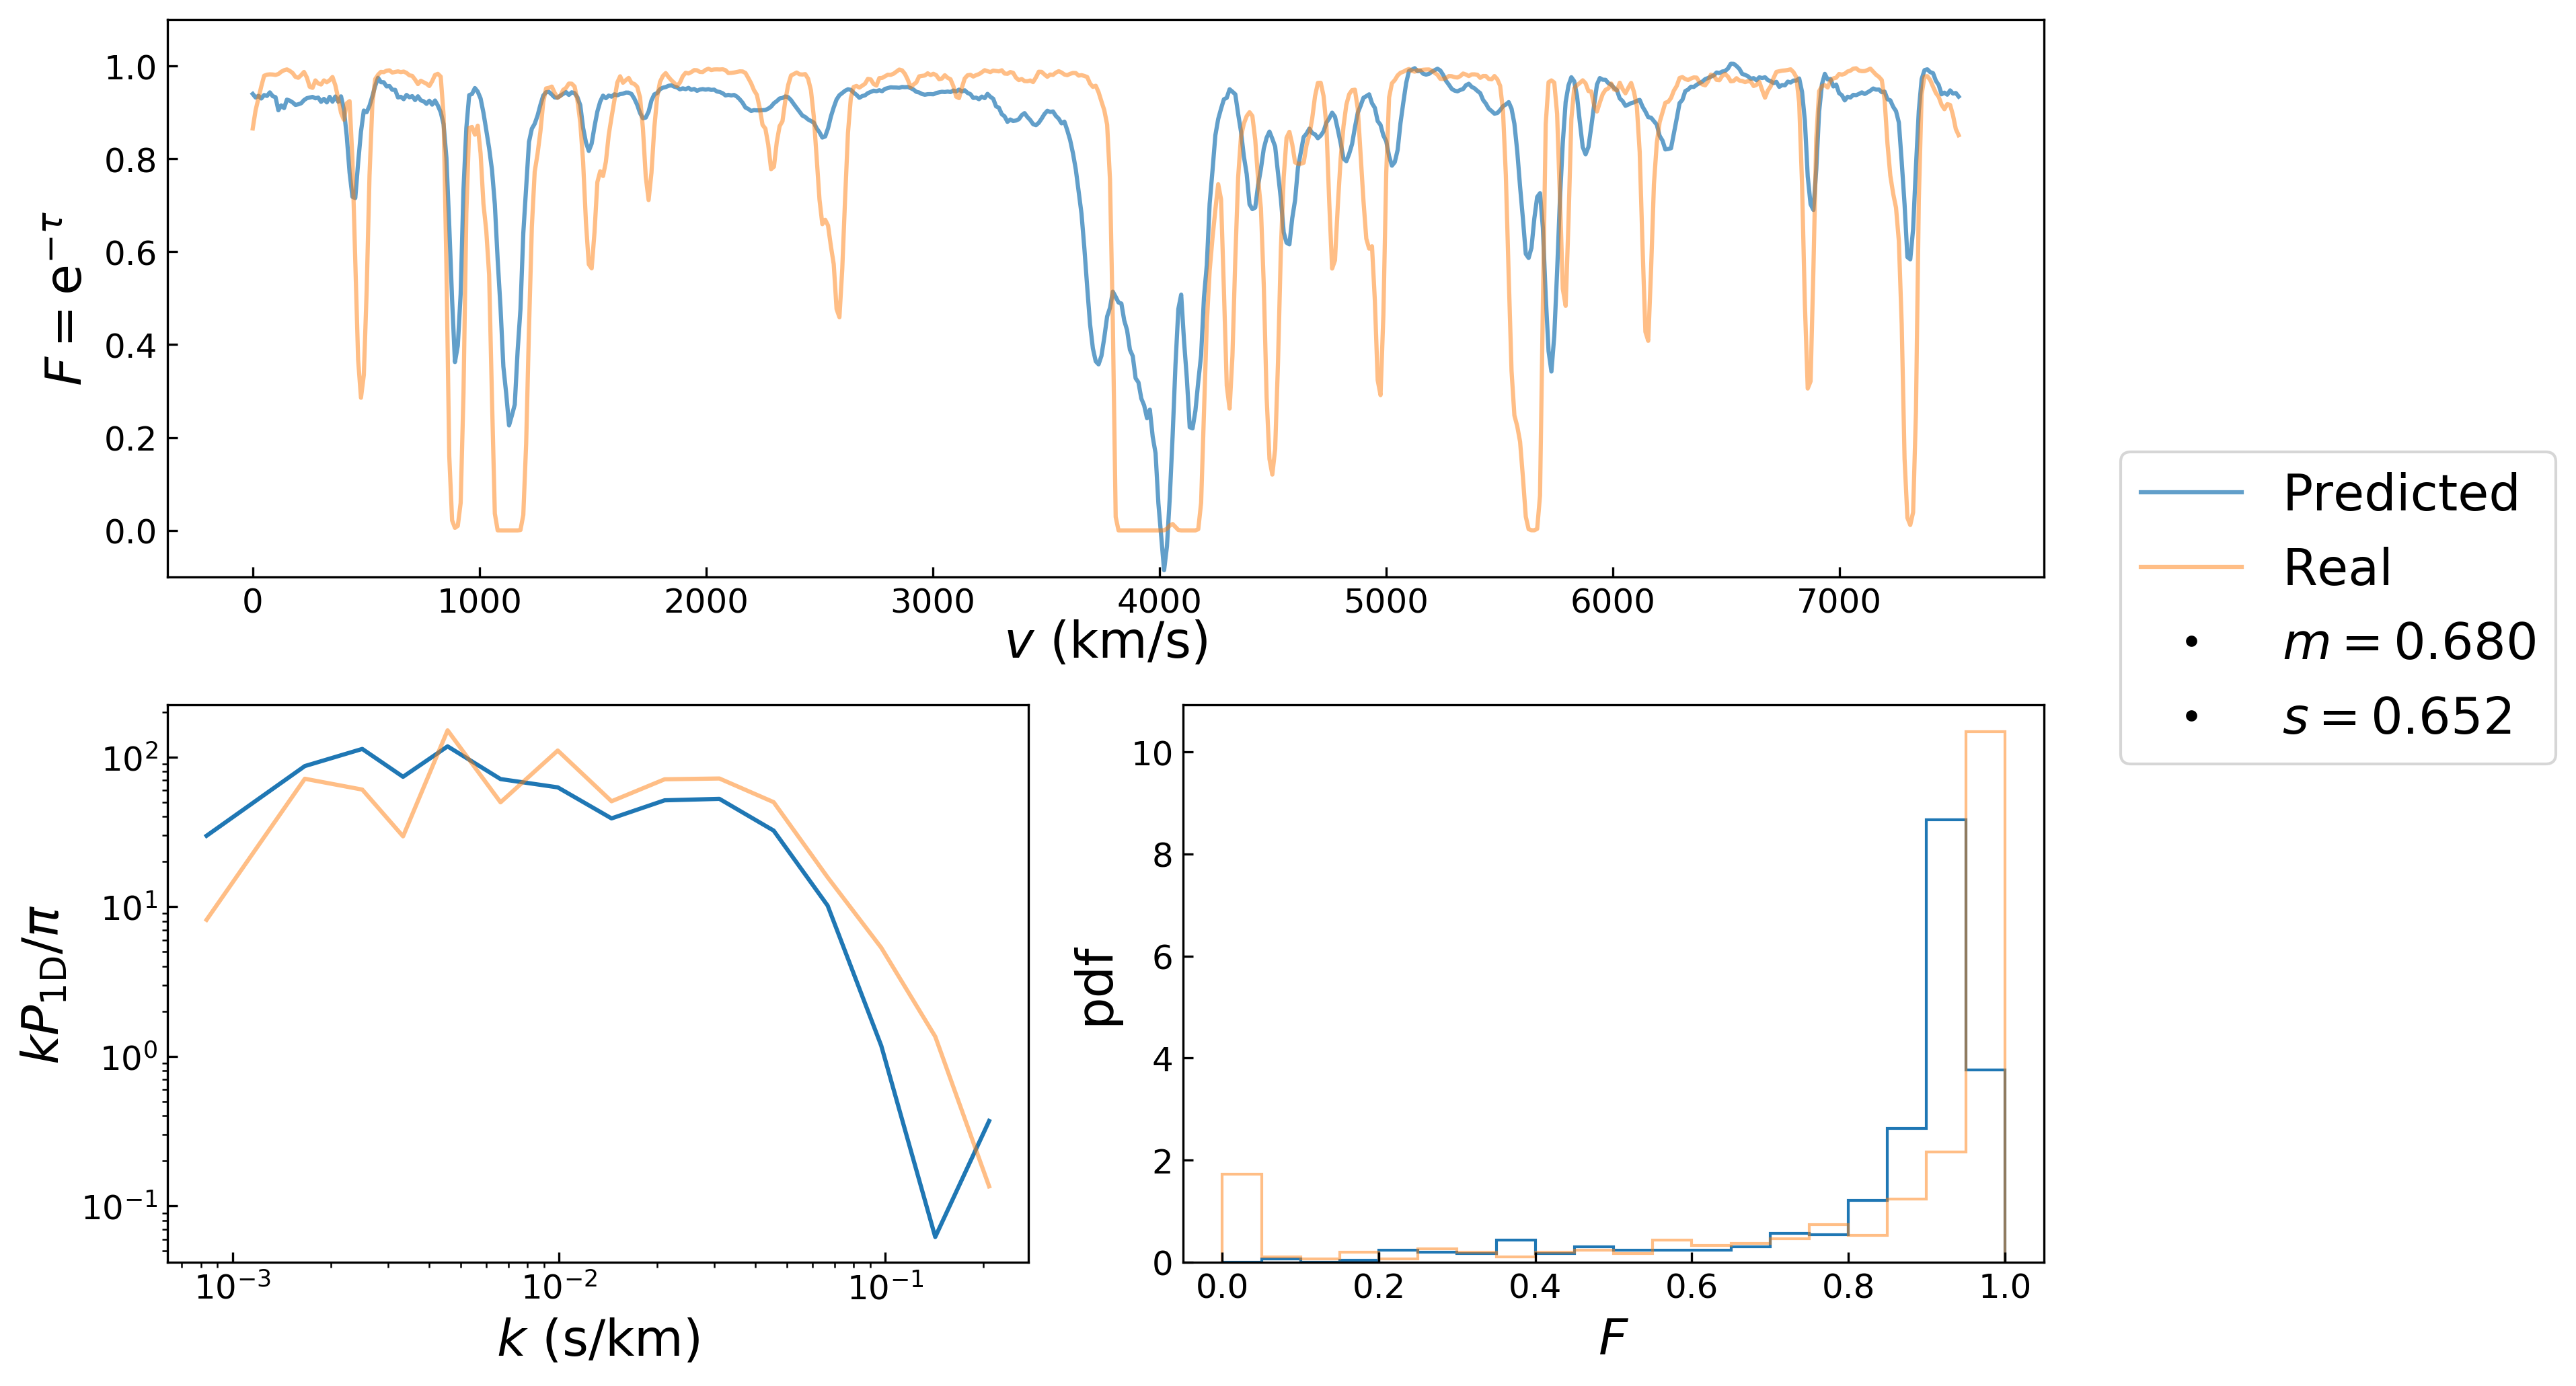 1.0
0.8
0.6
0.4
0.2
0.0
F = e^{−τ}
0 1000 2000 3000 4000 5000 6000 7000
v (km/s)
Predicted
Real
m = 0.680
s = 0.652
10^2
10^1
10^0
10^{−1}
kP_{1D}/π
10^{−3} 10^{−2} 10^{−1}
k (s/km)
10
8
6
4
2
0
pdf
0.0 0.2 0.4 0.6 0.8 1.0
F